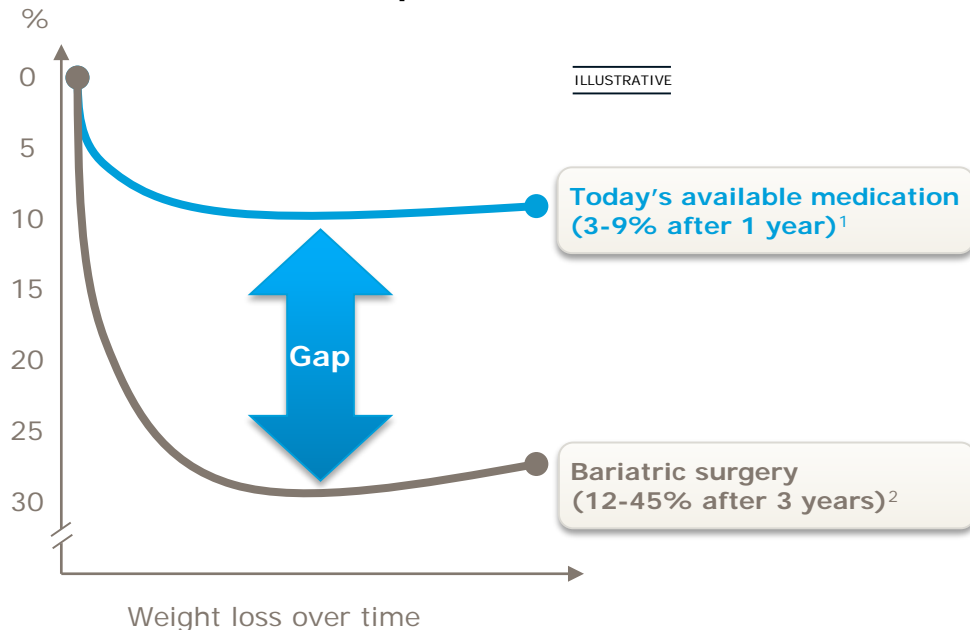 %
0
ILLUSTRATIVE
5
Today's available medication
(3-9% after 1 year)1
10
15
Gap
20
25
Bariatric surgery
(12-45% after 3 years)2
30
Weight loss over time